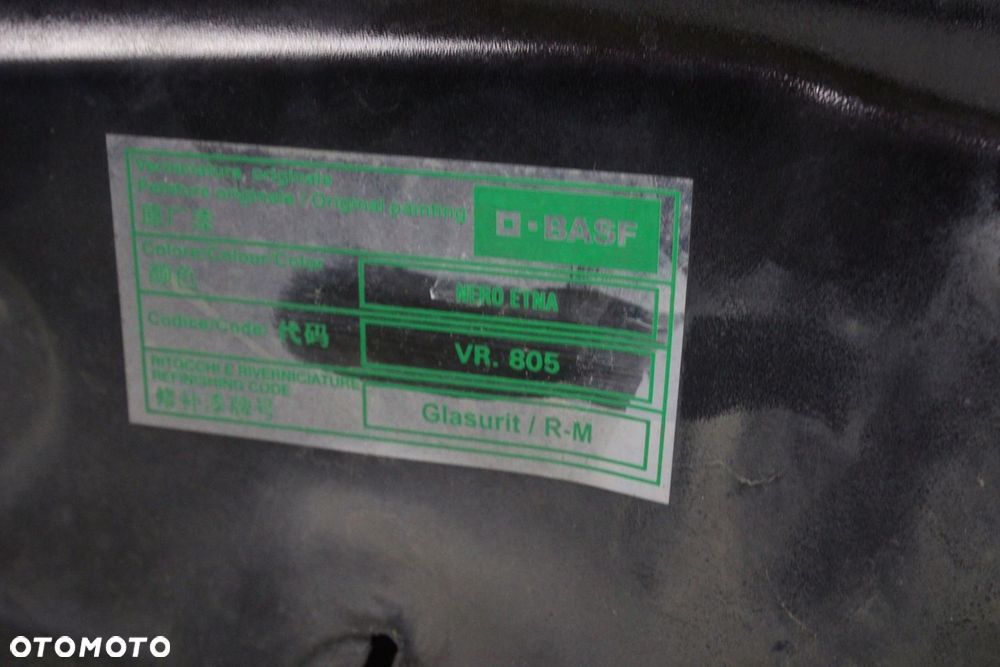 Verniciatura originale
Peinture originale / Original painting
原厂漆
BASF
Colore/Colour/Color
颜色
NERO ETNA
Codice/Code: 代码
VR. 805
RITOCCHI E RIVERNICIATURE
REFINISHING CODE
修补漆牌号
Glasurit / R-M
OTOMOTO